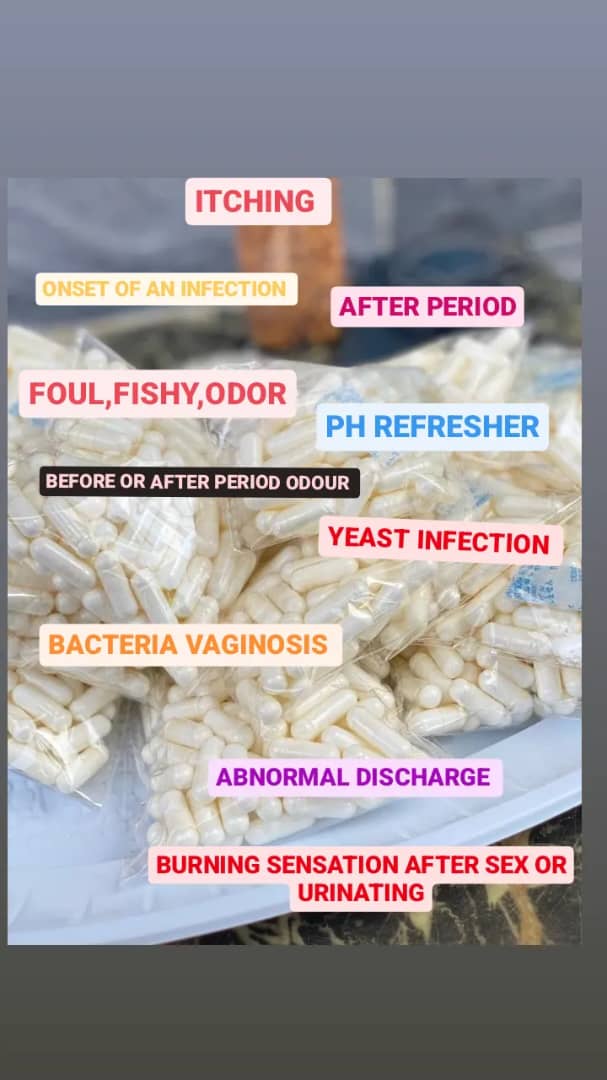 ITCHING
ONSET OF AN INFECTION
AFTER PERIOD
FOUL,FISHY,ODOR
PH REFRESHER
BEFORE OR AFTER PERIOD ODOUR
YEAST INFECTION
BACTERIA VAGINOSIS
ABNORMAL DISCHARGE
BURNING SENSATION AFTER SEX OR
URINATING